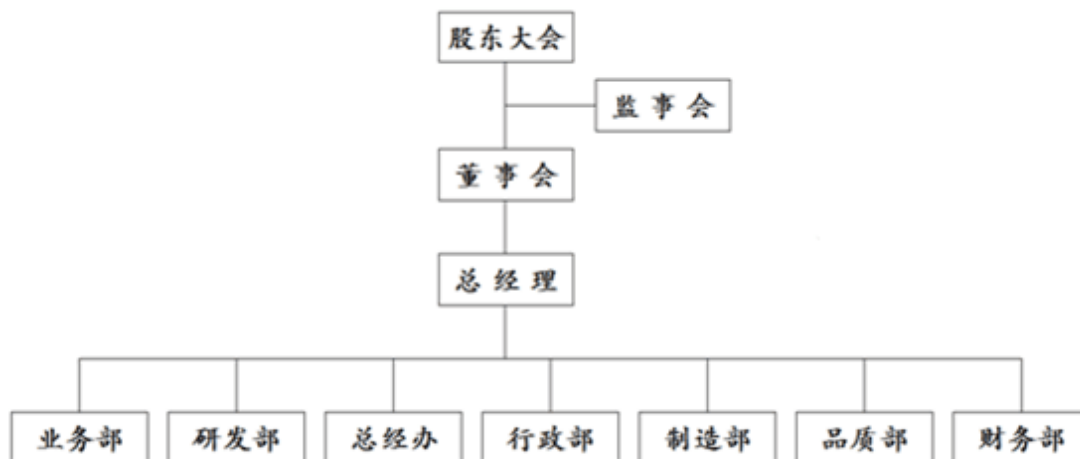 股东大会
监事会
董事会
总经理
业务部 研发部 总经办 行政部 制造部 品质部 财务部